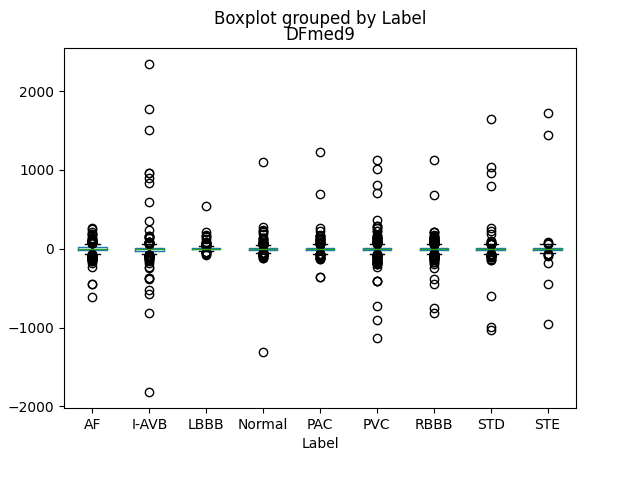 Boxplot grouped by Label
DFmed9
2000
1000
0
−1000
−2000
AF I-AVB LBBB Normal PAC PVC RBBB STD STE
Label